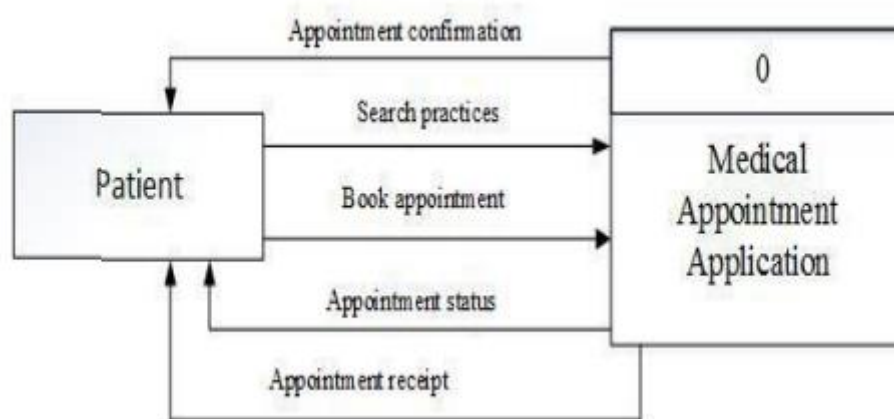 Appointment confirmation
0
Search practices
Patient
Medical
Appointment
Application
Book appointment
Appointment status
Appointment receipt